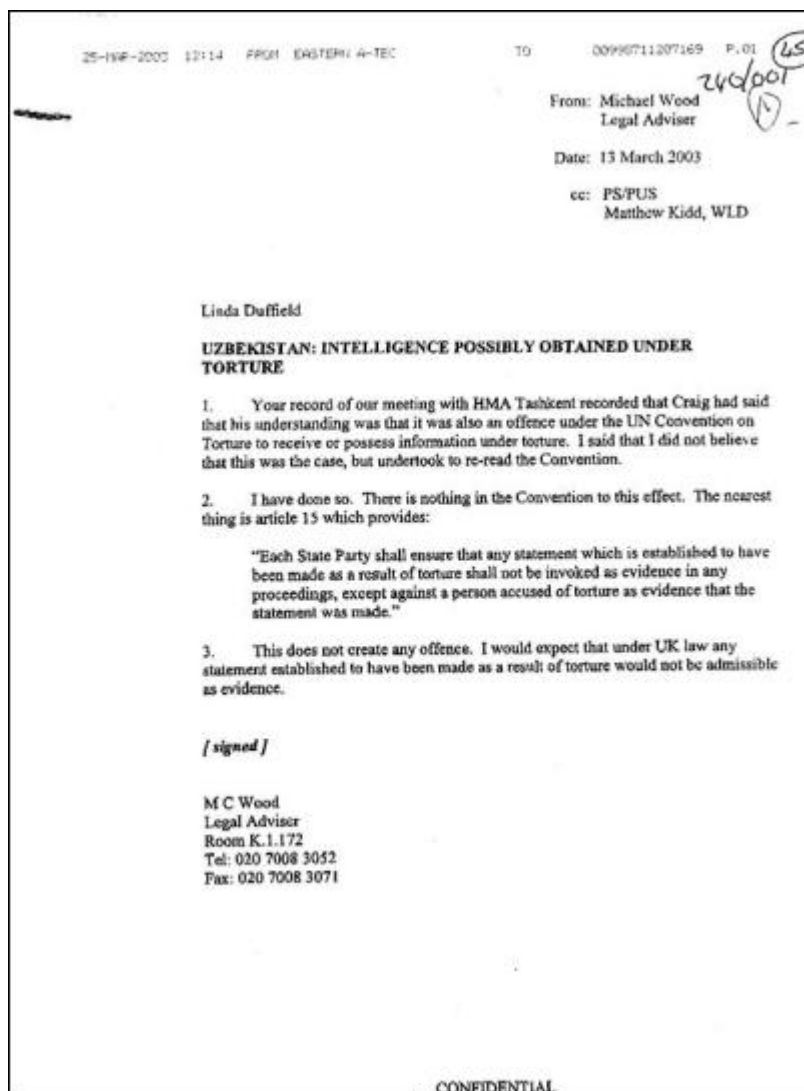 25-MAR-2003 12:14 FROM EASTERN A-TEC TO 00998711207169 P.01 45
240/001
From: Michael Wood
Legal Adviser
Date: 13 March 2003
cc: PS/PUS
Matthew Kidd, WLD
Linda Duffield
UZBEKISTAN: INTELLIGENCE POSSIBLY OBTAINED UNDER
TORTURE
1. Your record of our meeting with HMA Tashkent recorded that Craig had said
that his understanding was that it was also an offence under the UN Convention on
Torture to receive or possess information under torture. I said that I did not believe
that this was the case, but undertook to re-read the Convention.
2. I have done so. There is nothing in the Convention to this effect. The nearest
thing is article 15 which provides:
"Each State Party shall ensure that any statement which is established to have
been made as a result of torture shall not be invoked as evidence in any
proceedings, except against a person accused of torture as evidence that the
statement was made."
3. This does not create any offence. I would expect that under UK law any
statement established to have been made as a result of torture would not be admissible
as evidence.
[ signed ]
M C Wood
Legal Adviser
Room K.1.172
Tel: 020 7008 3052
Fax: 020 7008 3071
CONFIDENTIAL